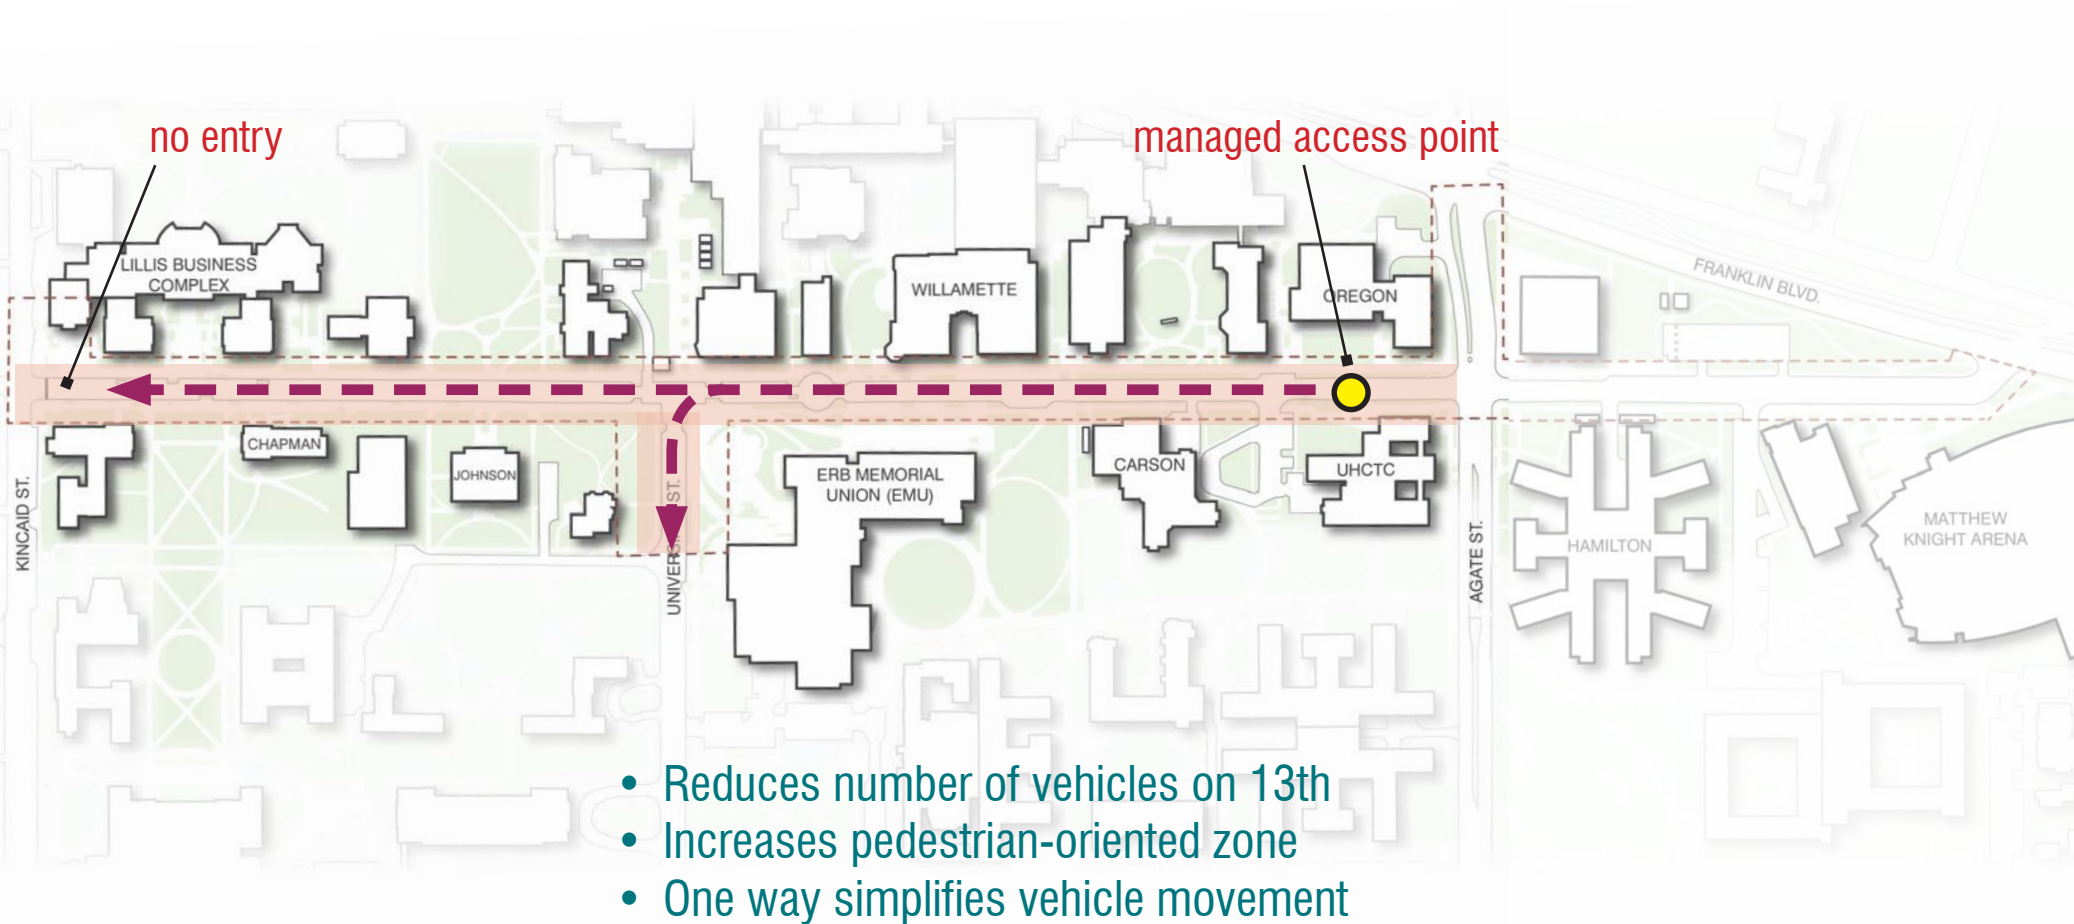 no entry
managed access point
LILLIS BUSINESS
COMPLEX
WILLAMETTE
OREGON
FRANKLIN BLVD.
CHAPMAN
JOHNSON
ERB MEMORIAL
UNION (EMU)
CARSON
UHCTC
HAMILTON
MATTHEW
KNIGHT ARENA
KINCAID ST.
UNIVERSI ST.
AGATE ST.
• Reduces number of vehicles on 13th
• Increases pedestrian-oriented zone
• One way simplifies vehicle movement